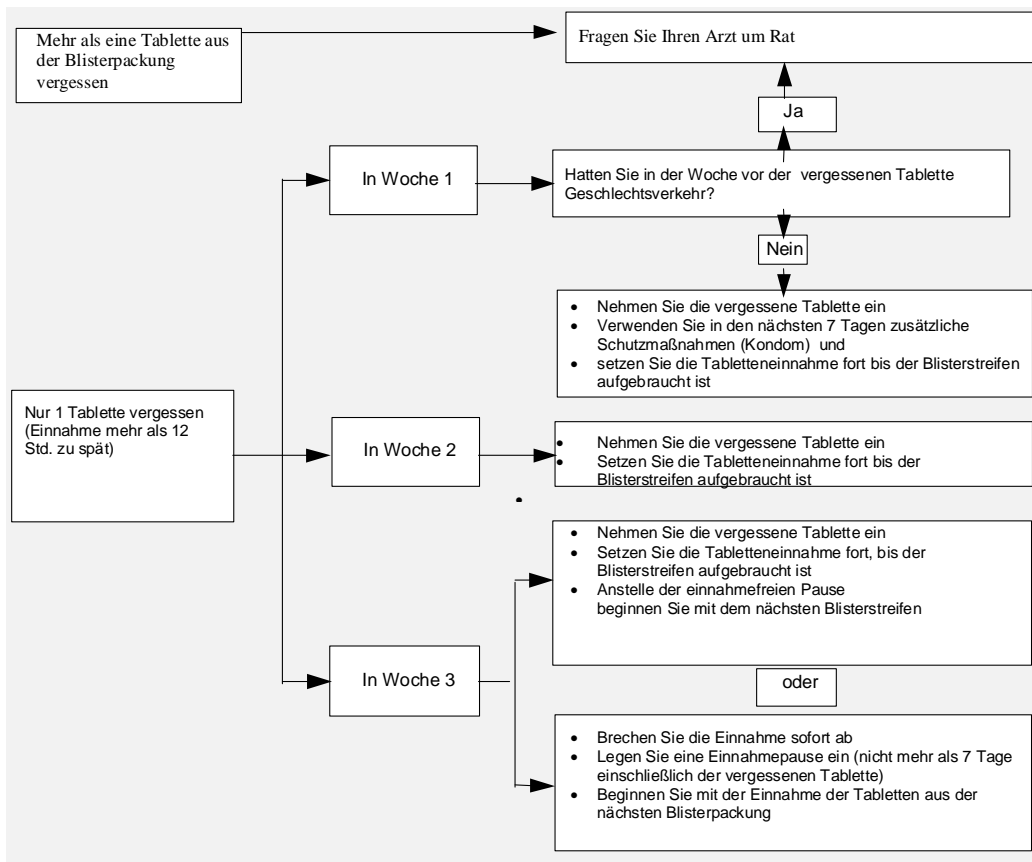 Mehr als eine Tablette aus
der Blisterpackung
vergessen
Fragen Sie Ihren Arzt um Rat
Ja
In Woche 1
Hatten Sie in der Woche vor der vergessenen Tablette
Geschlechtsverkehr?
Nein
• Nehmen Sie die vergessene Tablette ein
• Verwenden Sie in den nächsten 7 Tagen zusätzliche
Schutzmaßnahmen (Kondom) und
• setzen Sie die Tabletteneinnahme fort bis der Blisterstreifen
aufgebraucht ist
Nur 1 Tablette vergessen
(Einnahme mehr als 12
Std. zu spät)
In Woche 2
• Nehmen Sie die vergessene Tablette ein
• Setzen Sie die Tabletteneinnahme fort bis der
Blisterstreifen aufgebraucht ist
•
• Nehmen Sie die vergessene Tablette ein
• Setzen Sie die Tabletteneinnahme fort, bis der
Blisterstreifen aufgebraucht ist
• Anstelle der einnahmefreien Pause
beginnen Sie mit dem nächsten Blisterstreifen
In Woche 3
oder
• Brechen Sie die Einnahme sofort ab
• Legen Sie eine Einnahmepause ein (nicht mehr als 7 Tage
einschließlich der vergessenen Tablette)
• Beginnen Sie mit der Einnahme der Tabletten aus der
nächsten Blisterpackung